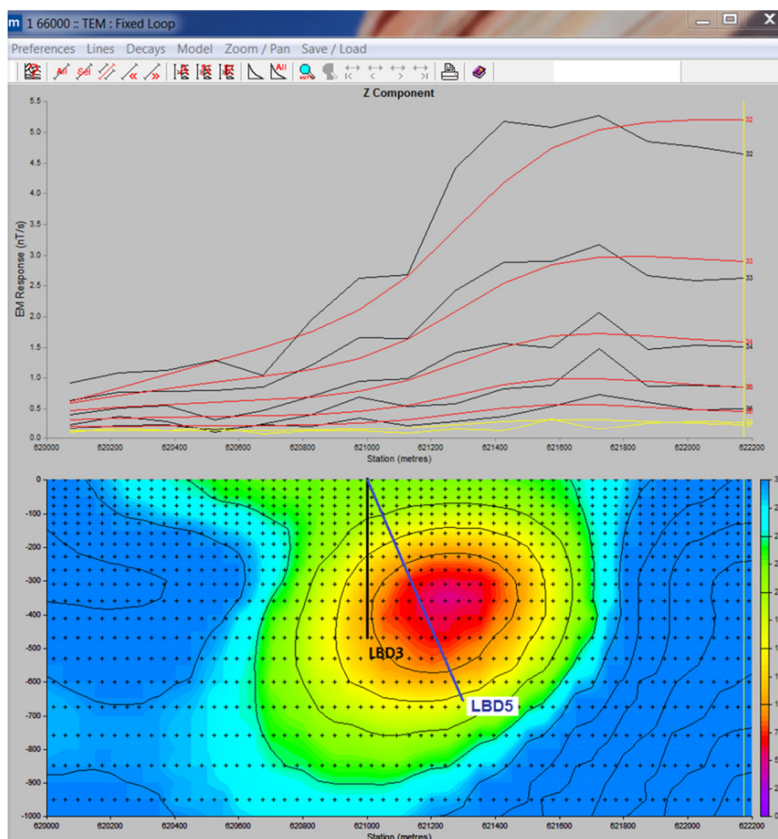 m 1 66000 :: TEM : Fixed Loop
Preferences Lines Decays Model Zoom / Pan Save / Load
All Sel All AUTO
Z Component
5.5
5.0
4.5
4.0
3.5
3.0
2.5
2.0
1.5
1.0
0.5
0.0
EM Response (nT/s)
32
32
33
33
34
34
620000 620200 620400 620600 620800 621000 621200 621400 621600 621800 622000 622200
Station (metres)
0
-100
-200
-300
-400
-500
-600
-700
-800
-900
-1000
LBD3
LBD5
620000 620200 620400 620600 620800 621000 621200 621400 621600 621800 622000 622200
Station (metres)